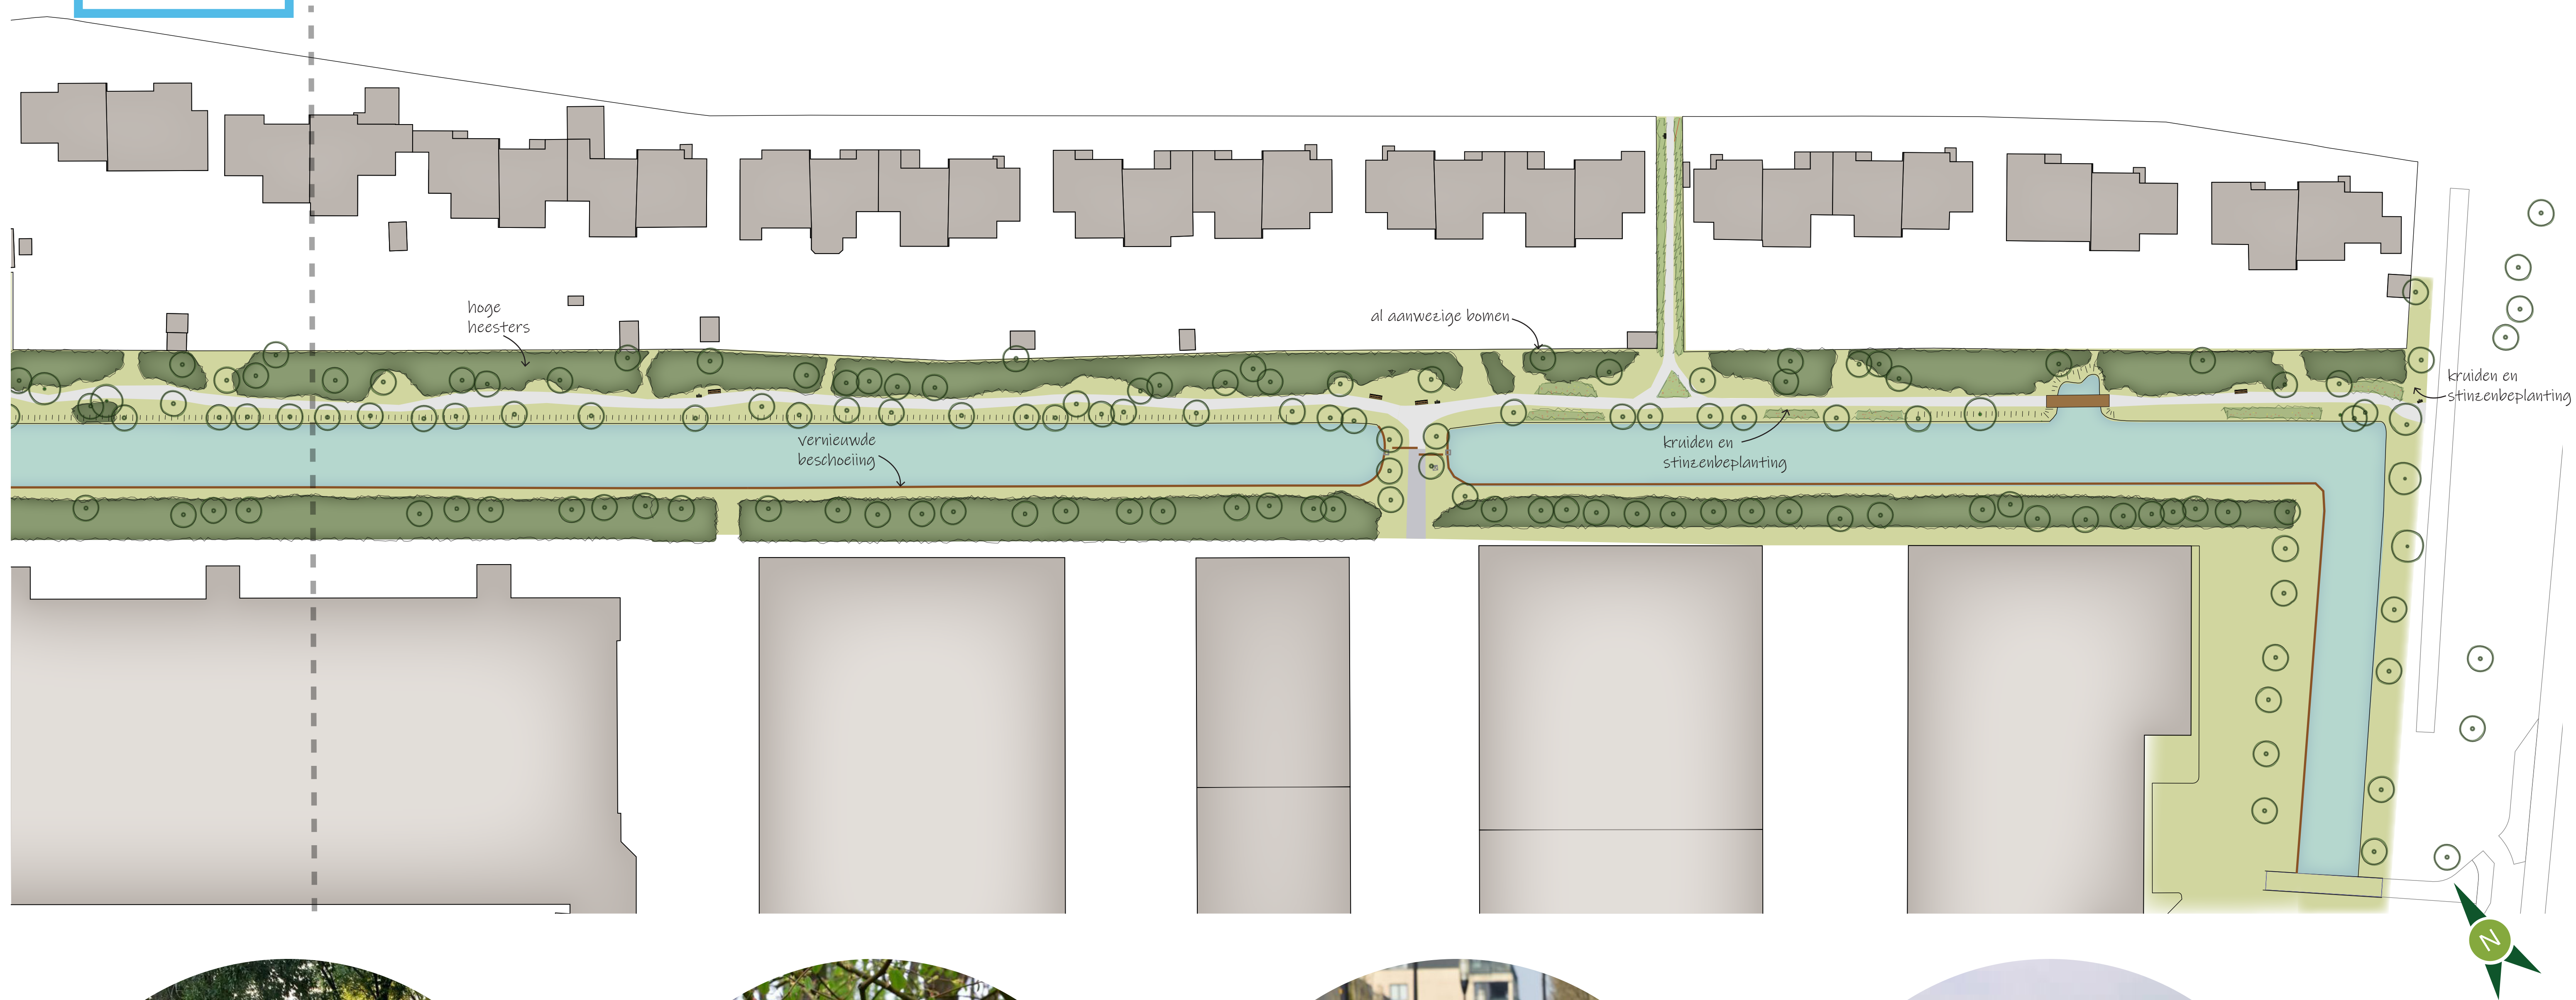 hoge
heesters
al aanwezige bomen
kruiden en
stinzenbeplanting
vernieuwde
beschoeiing
kruiden en
stinzenbeplanting
N